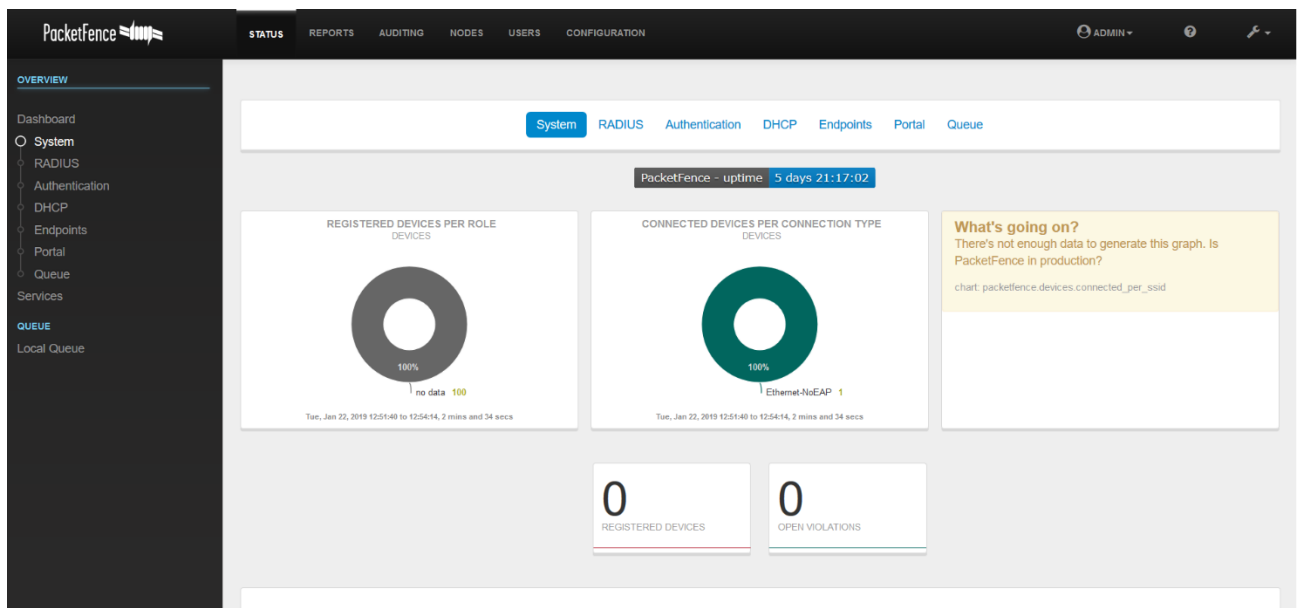 PacketFence
STATUS REPORTS AUDITING NODES USERS CONFIGURATION ADMIN
OVERVIEW
Dashboard
System
RADIUS
Authentication
DHCP
Endpoints
Portal
Queue
Services
QUEUE
Local Queue
System RADIUS Authentication DHCP Endpoints Portal Queue
PacketFence - uptime 5 days 21:17:02
REGISTERED DEVICES PER ROLE
DEVICES
100%
no data 100
Tue, Jan 22, 2019 12:51:40 to 12:54:14, 2 mins and 34 secs
CONNECTED DEVICES PER CONNECTION TYPE
DEVICES
100%
Ethernet-NoEAP 1
Tue, Jan 22, 2019 12:51:40 to 12:54:14, 2 mins and 34 secs
What's going on?
There's not enough data to generate this graph. Is
PacketFence in production?
chart: packetfence.devices.connected_per_ssid
0
REGISTERED DEVICES
0
OPEN VIOLATIONS